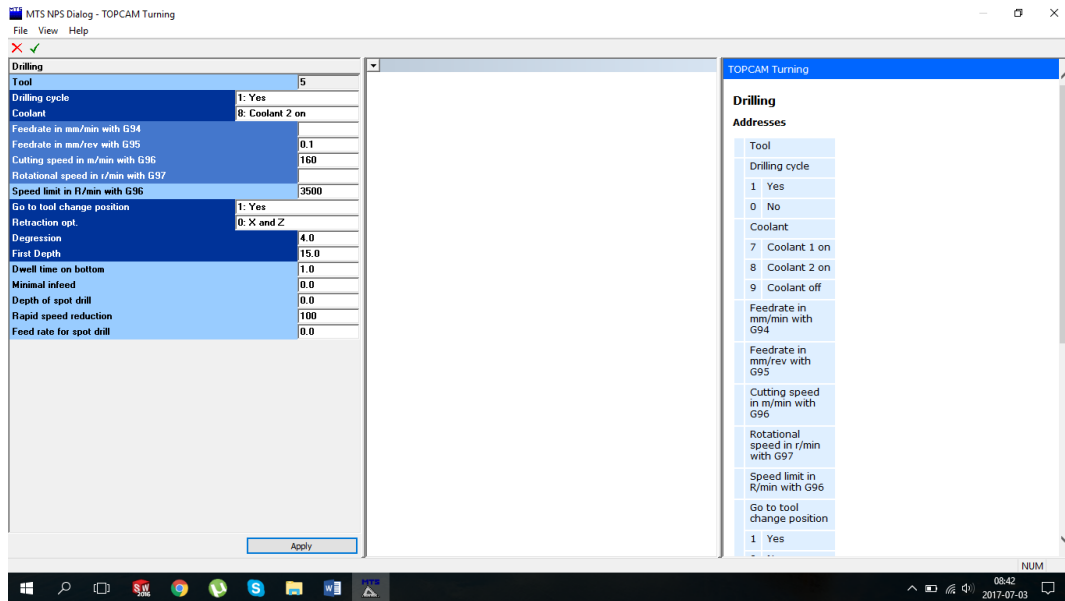 MTS NPS Dialog - TOPCAM Turning
File View Help
Drilling
Tool 5
Drilling cycle 1: Yes
Coolant 8: Coolant 2 on
Feedrate in mm/min with G94
Feedrate in mm/rev with G95 0.1
Cutting speed in m/min with G96 160
Rotational speed in r/min with G97
Speed limit in R/min with G96 3500
Go to tool change position 1: Yes
Retraction opt. 0: X and Z
Degression 4.0
First Depth 15.0
Dwell time on bottom 1.0
Minimal infeed 0.0
Depth of spot drill 0.0
Rapid speed reduction 100
Feed rate for spot drill 0.0
Apply
TOPCAM Turning
Drilling
Addresses
Tool
Drilling cycle
1 Yes
0 No
Coolant
7 Coolant 1 on
8 Coolant 2 on
9 Coolant off
Feedrate in
mm/min with
G94
Feedrate in
mm/rev with
G95
Cutting speed
in m/min with
G96
Rotational
speed in r/min
with G97
Speed limit in
R/min with G96
Go to tool
change position
1 Yes
NUM
SW
2016
MTS
08:42
2017-07-03